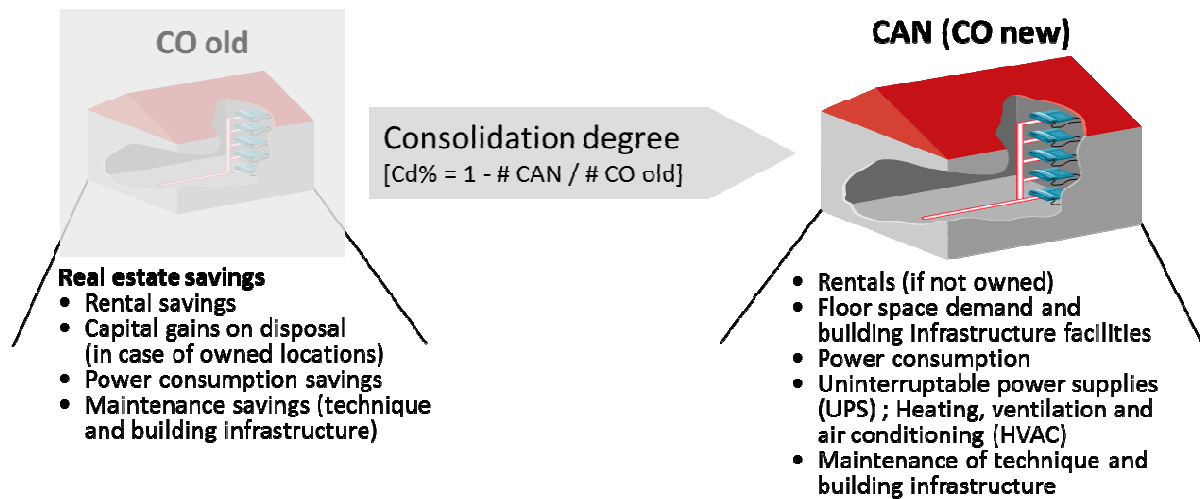 CO old
Consolidation degree
[Cd% = 1 - # CAN / # CO old]
CAN (CO new)
Real estate savings
• Rental savings
• Capital gains on disposal
(in case of owned locations)
• Power consumption savings
• Maintenance savings (technique
and building infrastructure)
• Rentals (if not owned)
• Floor space demand and
building infrastructure facilities
• Power consumption
• Uninterruptable power supplies
(UPS) ; Heating, ventilation and
air conditioning (HVAC)
• Maintenance of technique and
building infrastructure